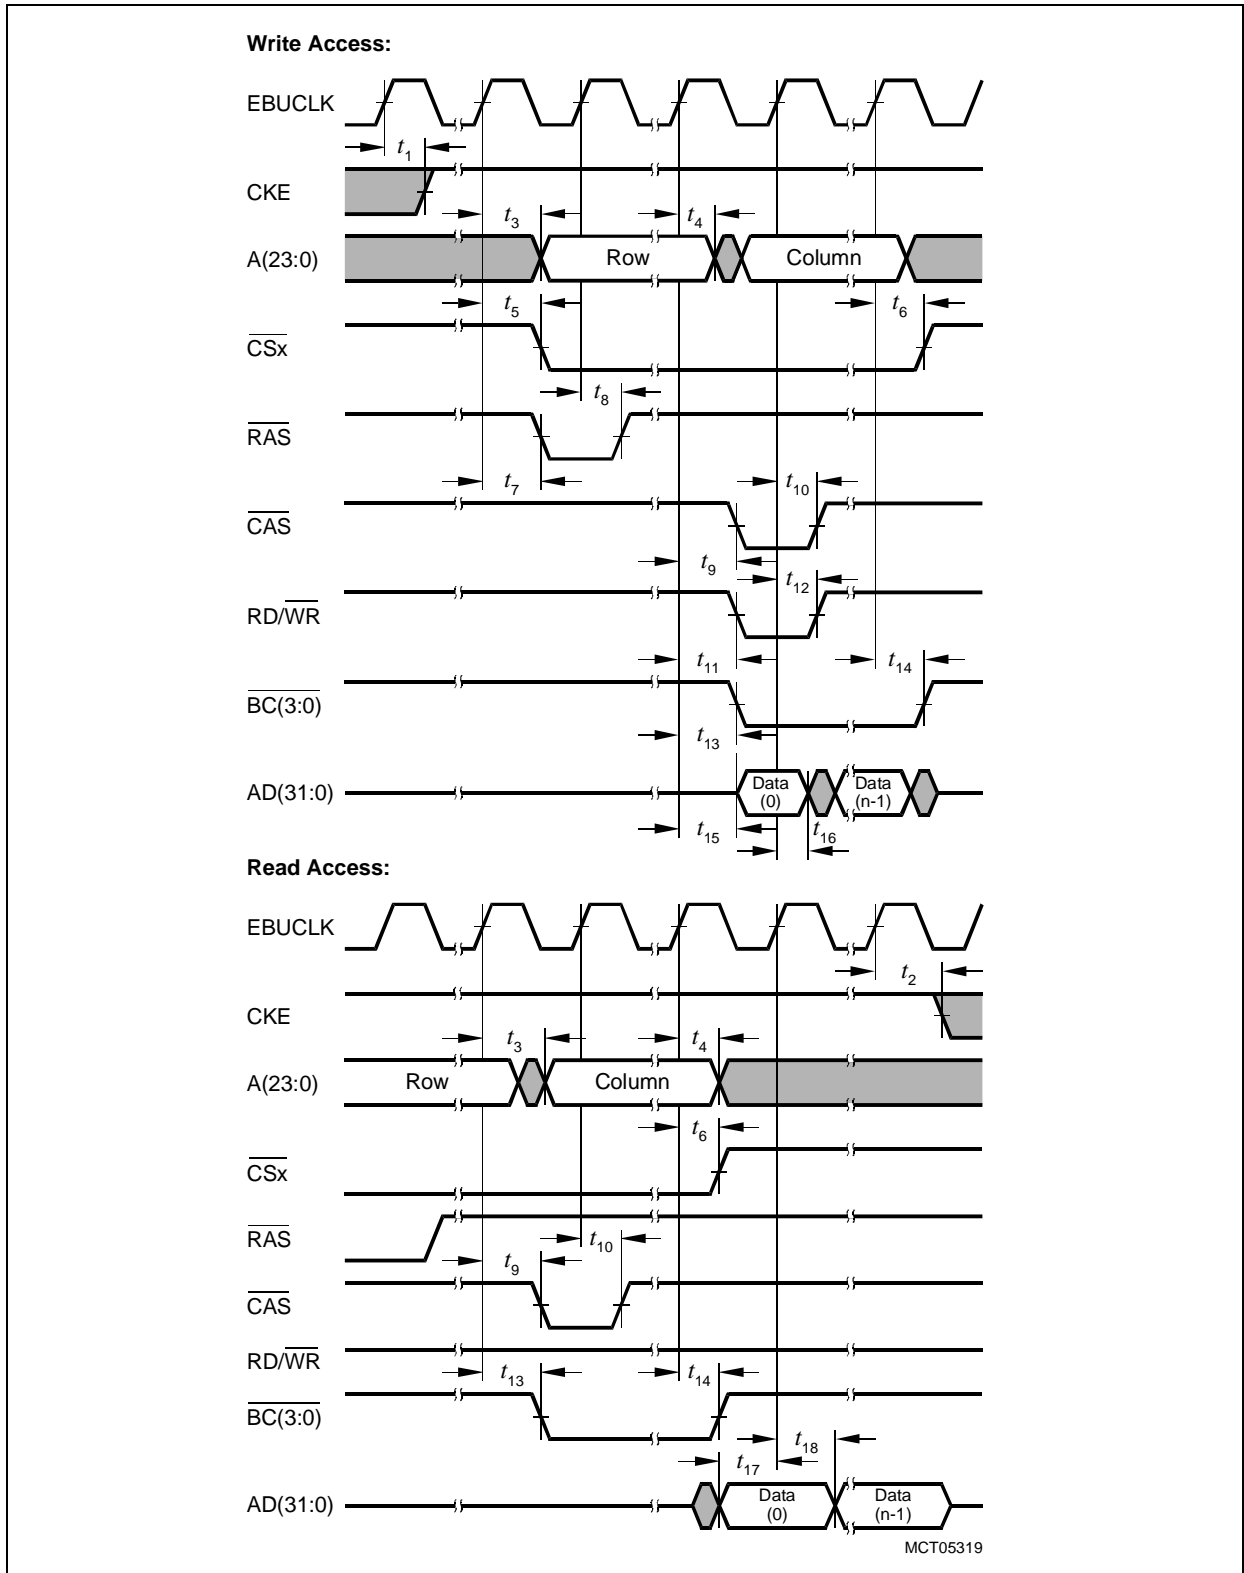 Write Access:
EBUCLK
t1
CKE
t3
t4
A(23:0)
Row
Column
t5
t6
CSx
t8
RAS
t7
t10
CAS
t9
t12
RD/WR
t11
t14
BC(3:0)
t13
AD(31:0)
Data
(0)
Data
(n-1)
t15
t16
Read Access:
EBUCLK
t2
CKE
t3
t4
A(23:0)
Row
Column
t6
CSx
RAS
t10
t9
CAS
RD/WR
t13
t14
BC(3:0)
t18
t17
AD(31:0)
Data
(0)
Data
(n-1)
MCT05319